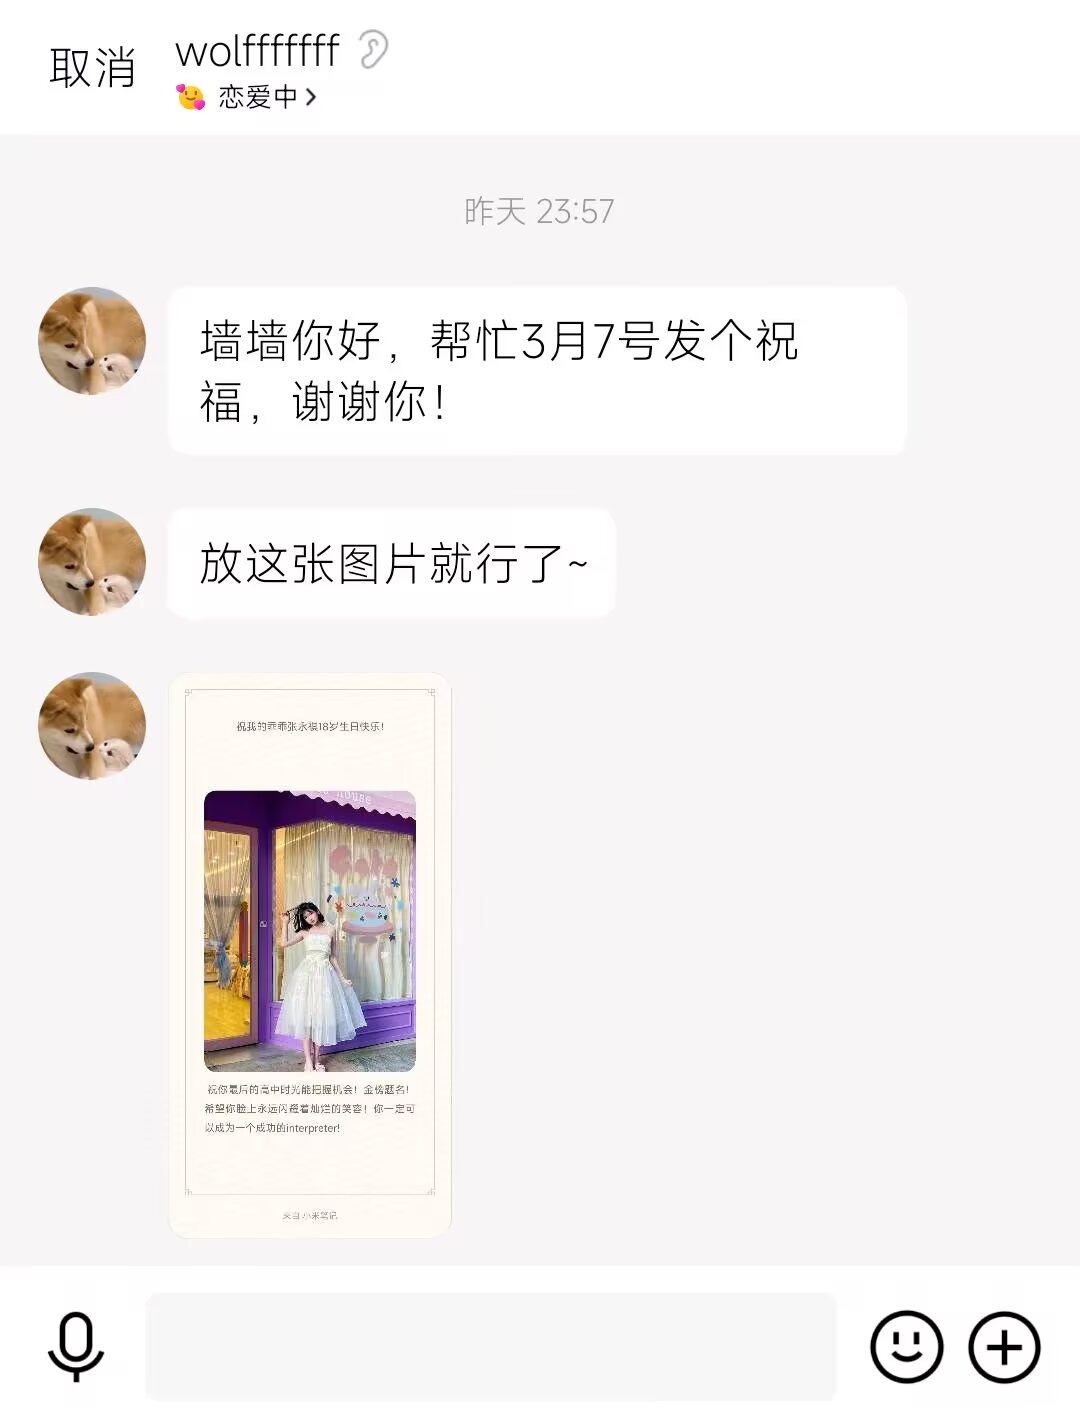 取消
wolfffffff
恋爱中
昨天 23:57
墙墙你好，帮忙3月7号发个祝
福，谢谢你！
放这张图片就行了~
祝我的乖乖张永祺18岁生日快乐！
祝你最后的高中时光能把握机会！金榜题名！
希望你脸上永远闪耀着灿烂的笑容！你一定可
以成为一个成功的interpreter!
来自小米笔记